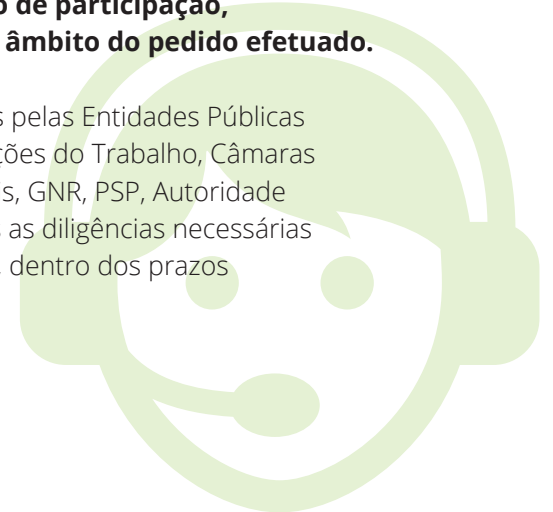 de participação,
âmbito do pedido efetuado.
pelas Entidades Públicas
ções do Trabalho, Câmaras
is, GNR, PSP, Autoridade
as diligências necessárias
dentro dos prazos